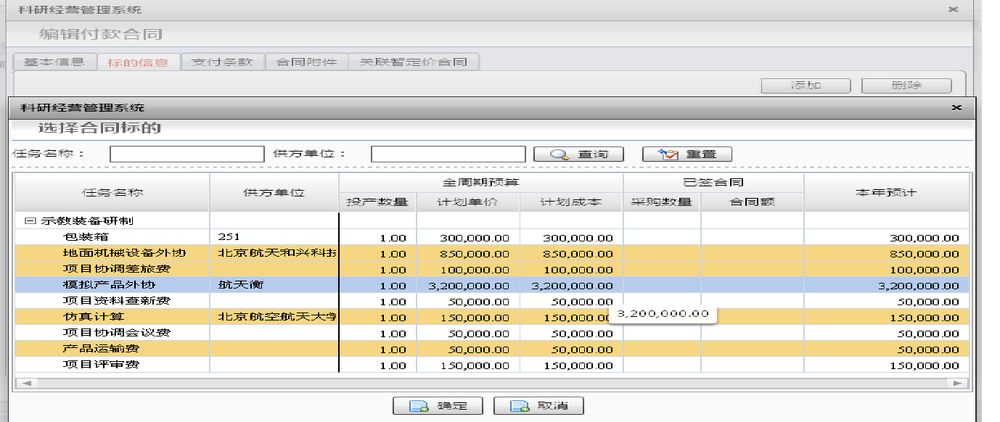 科研经营管理系统
编辑付款合同
基本信息 标的信息 支付条款 合同附件 关联暂定价合同
添加 删除
科研经营管理系统
选择合同标的
任务名称： 供方单位： 查询 重置
任务名称 供方单位 全周期预算 已签合同 本年预计
投产数量 计划单价 计划成本 采购数量 合同额
示教装备研制
包装箱 251 1.00 300,000.00 300,000.00 300,000.00
地面机械设备外协 北京航天和兴科技 1.00 850,000.00 850,000.00 850,000.00
项目协调差旅费 1.00 100,000.00 100,000.00 100,000.00
模拟产品外协 航天衡 1.00 3,200,000.00 3,200,000.00 3,200,000.00
项目资料查新费 1.00 50,000.00 50,000.00 50,000.00
仿真计算 北京航空航天大学 1.00 150,000.00 150,000.00 3,200,000.00 150,000.00
项目协调会议费 1.00 50,000.00 50,000.00 50,000.00
产品运输费 1.00 50,000.00 50,000.00 50,000.00
项目评审费 1.00 150,000.00 150,000.00 150,000.00
确定 取消